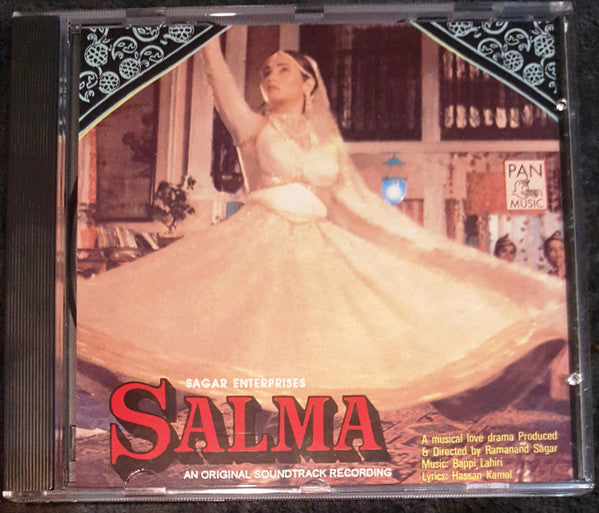 PAN
MUSIC
SAGAR ENTERPRISES
SALMA
AN ORIGINAL SOUNDTRACK RECORDING
A musical love drama Produced
& Directed by Ramanand Sagar
Music: Bappi Lahiri
Lyrics: Hassan Kamal